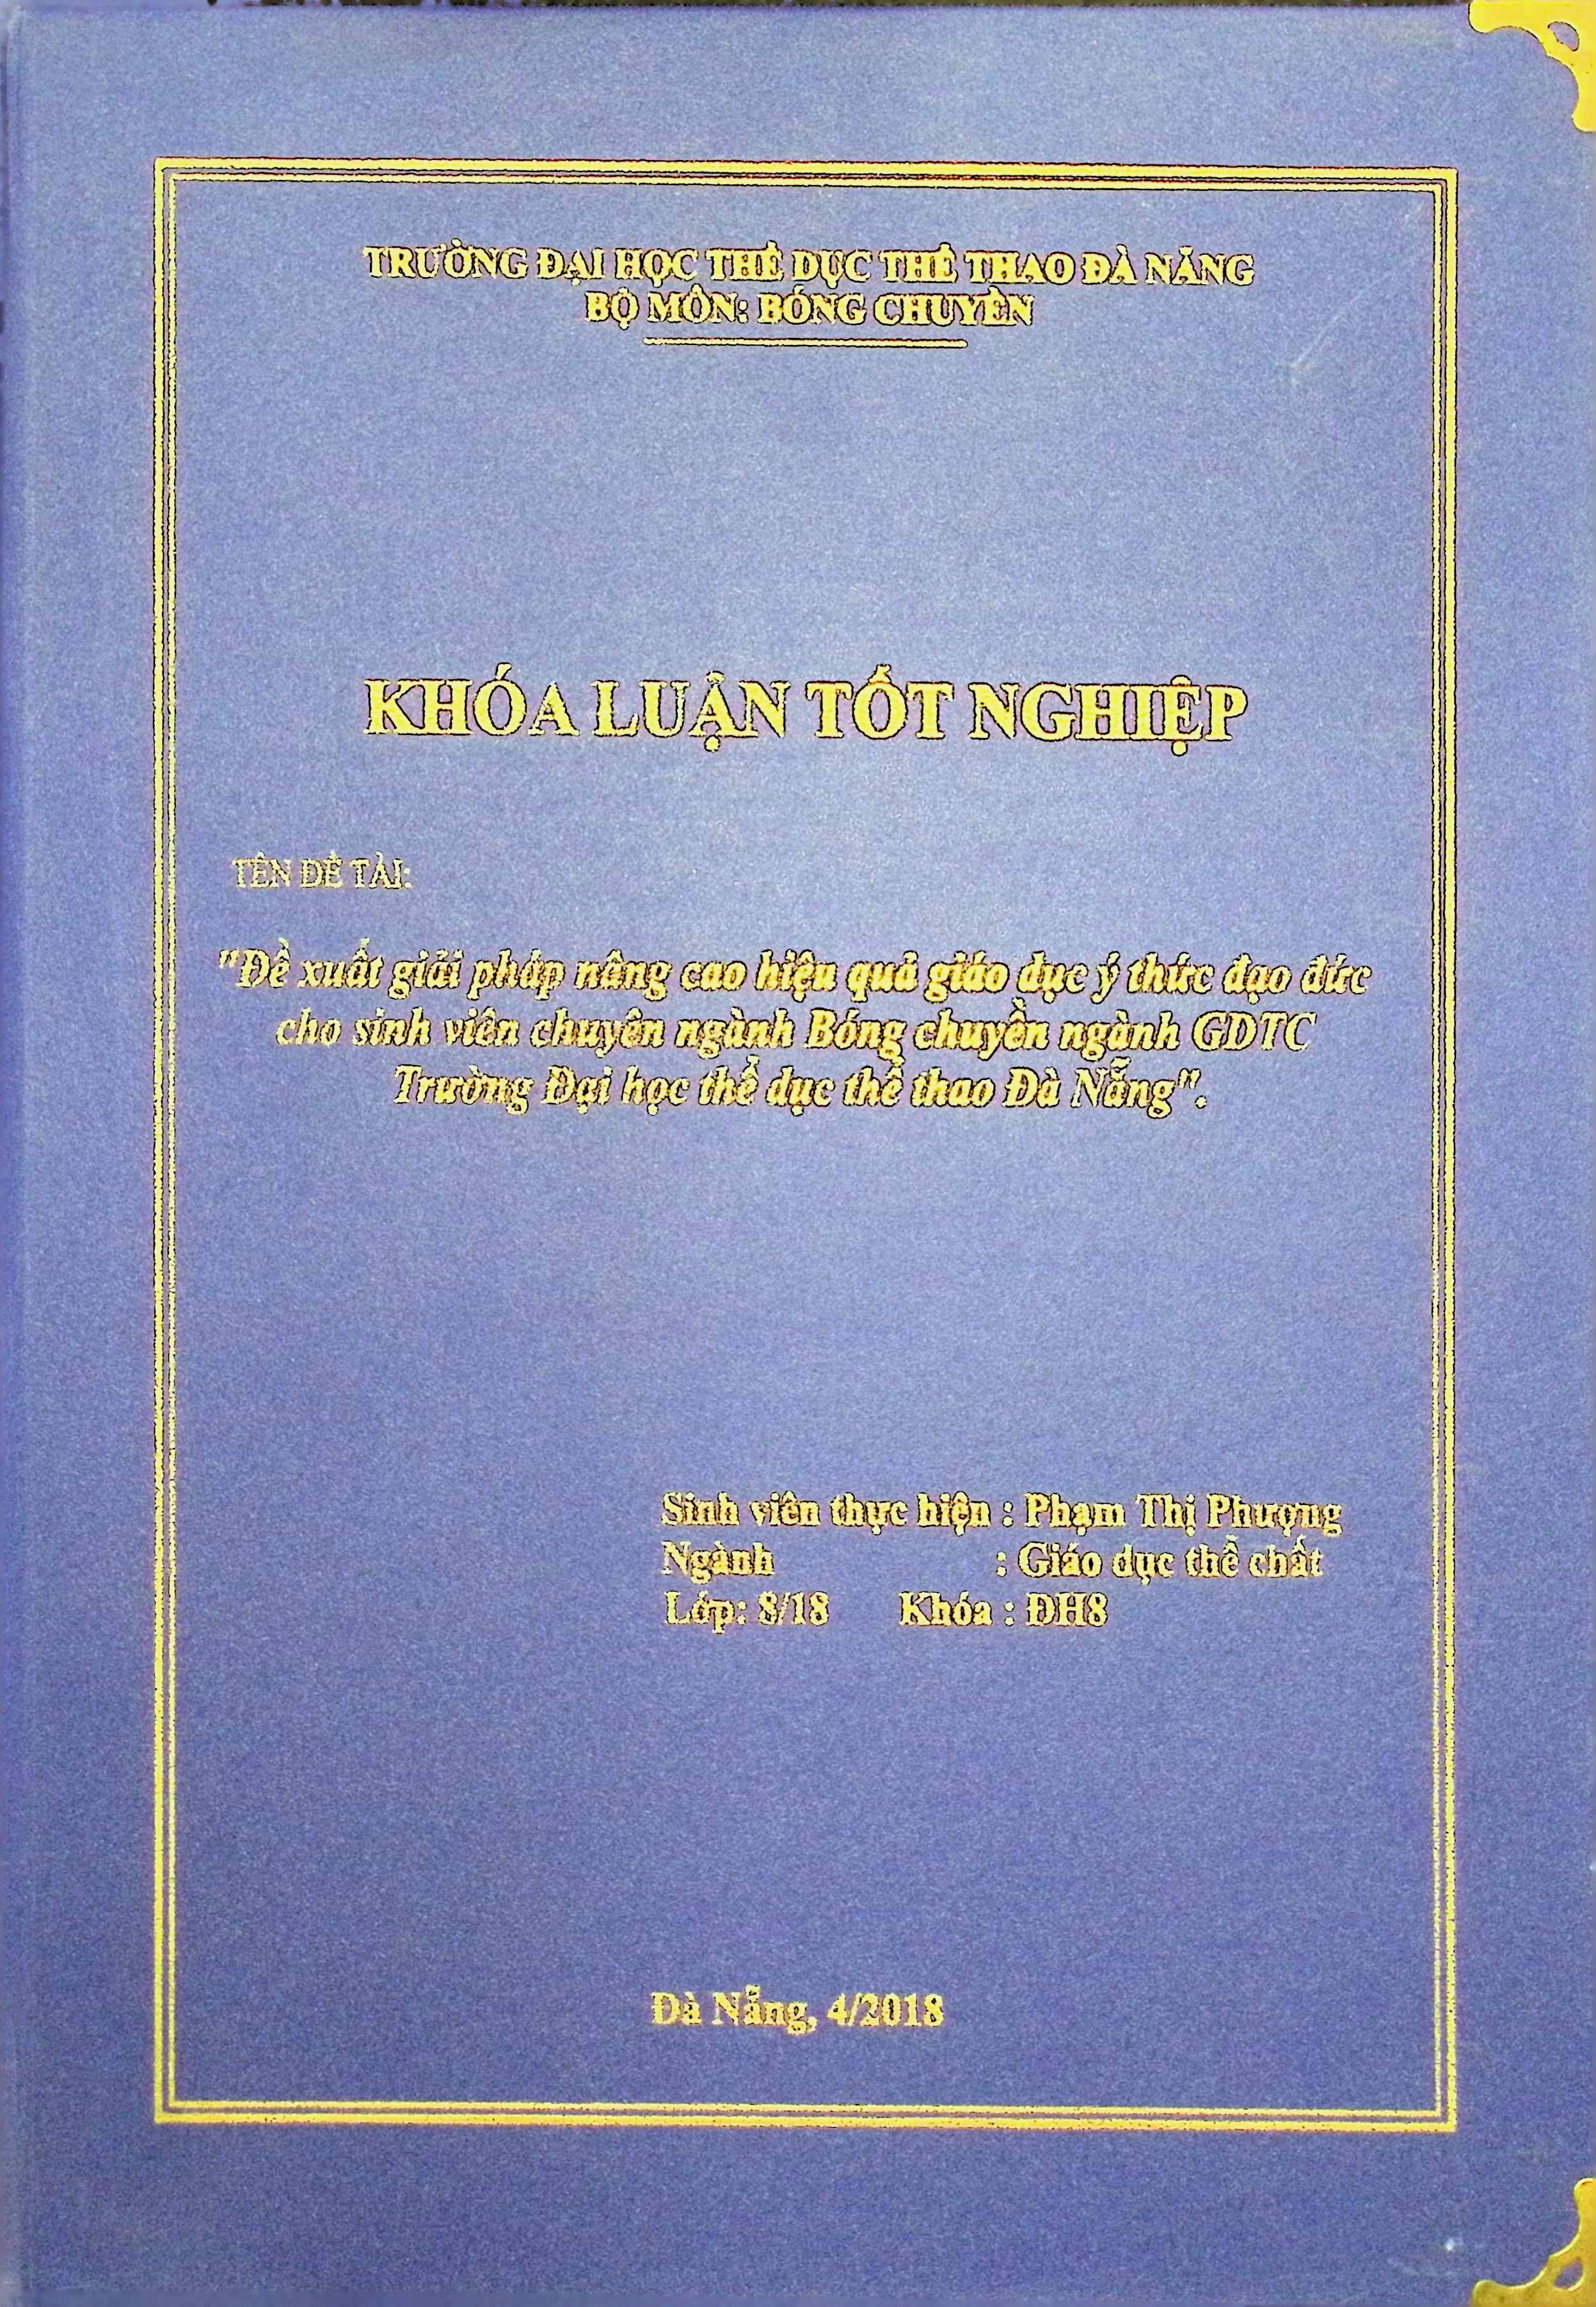 TRƯỜNG ĐẠI HỌC THỂ DỤC THỂ THAO ĐÀ NẴNG
BỘ MÔN: BÓNG CHUYỀN
KHÓA LUẬN TỐT NGHIỆP
TÊN ĐỀ TÀI:
"Đề xuất giải pháp nâng cao hiệu quả giáo dục ý thức đạo đức
cho sinh viên chuyên ngành Bóng chuyền ngành GDTC
Trường Đại học thể dục thể thao Đà Nẵng".
Sinh viên thực hiện : Phạm Thị Phượng
Ngành : Giáo dục thể chất
Lớp: 8/18 Khóa : ĐH8
Đà Nẵng, 4/2018